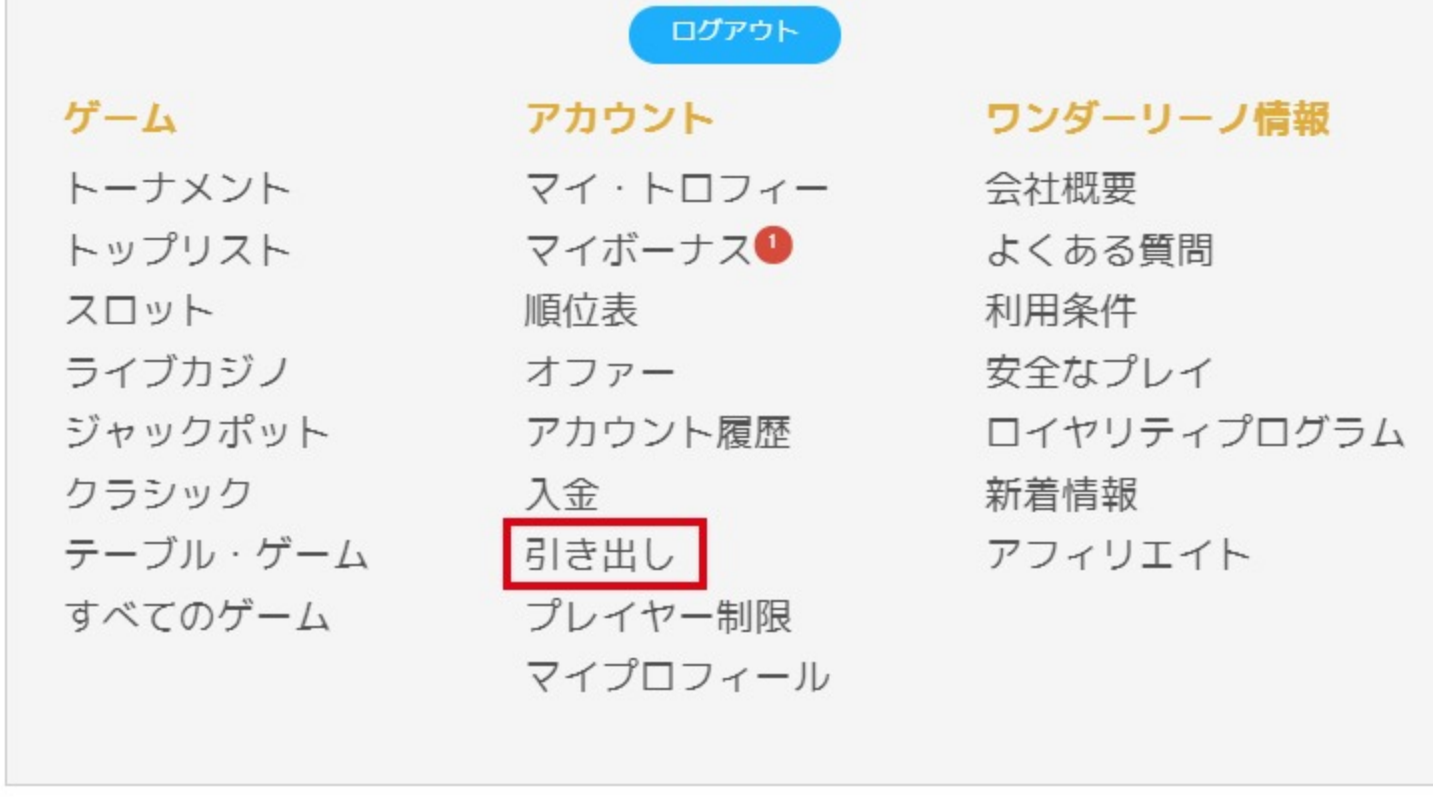 ログアウト
ゲーム
トーナメント
トップリスト
スロット
ライブカジノ
ジャックポット
クラシック
テーブル・ゲーム
すべてのゲーム
アカウント
マイ・トロフィー
マイボーナス 1
順位表
オファー
アカウント履歴
入金
引き出し
プレイヤー制限
マイプロフィール
ワンダーリーノ情報
会社概要
よくある質問
利用条件
安全なプレイ
ロイヤリティプログラム
新着情報
アフィリエイト